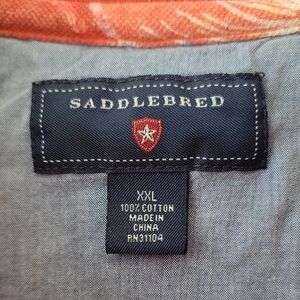 SADDLEBRED
XXL
100% COTTON
MADE IN
CHINA
RN31104